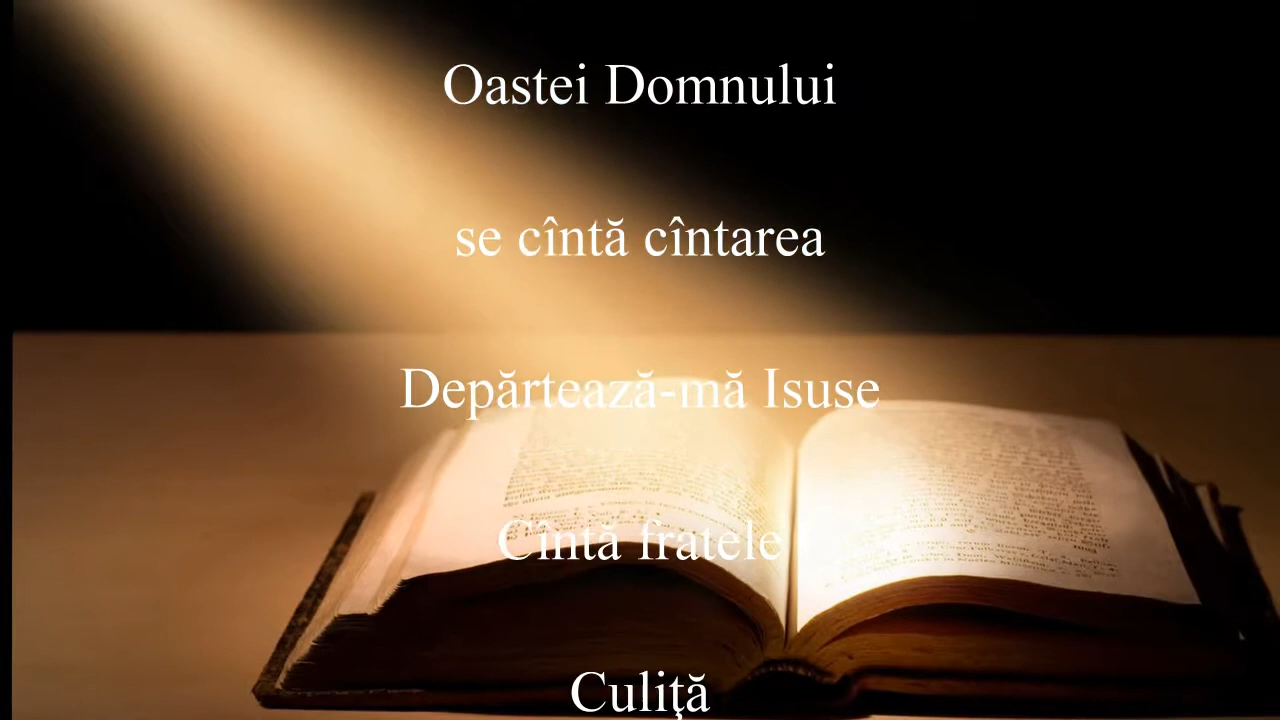 Oastei Domnului
se cîntă cîntarea
Depărtează-mă Isuse
Cîntă fratele
Culiţă